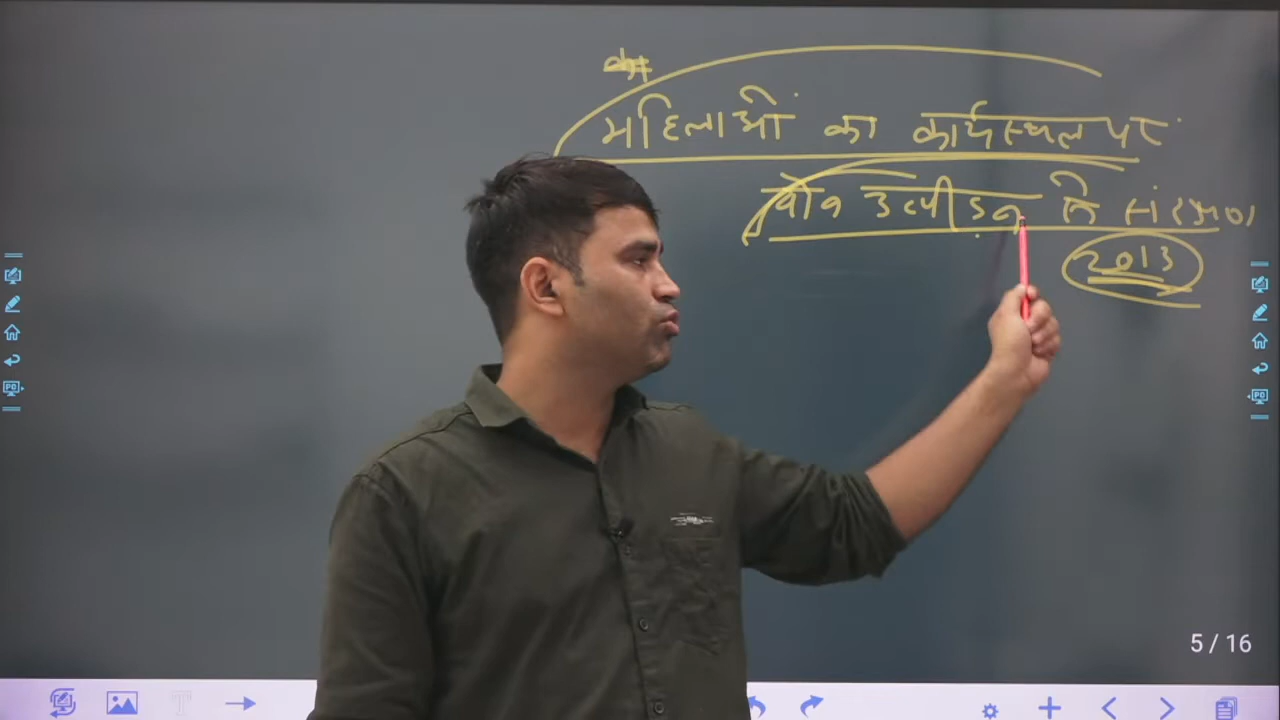 महिलाओं का कार्यस्थल पर
यौन उत्पीड़न से संरक्षण
2013
5 / 16